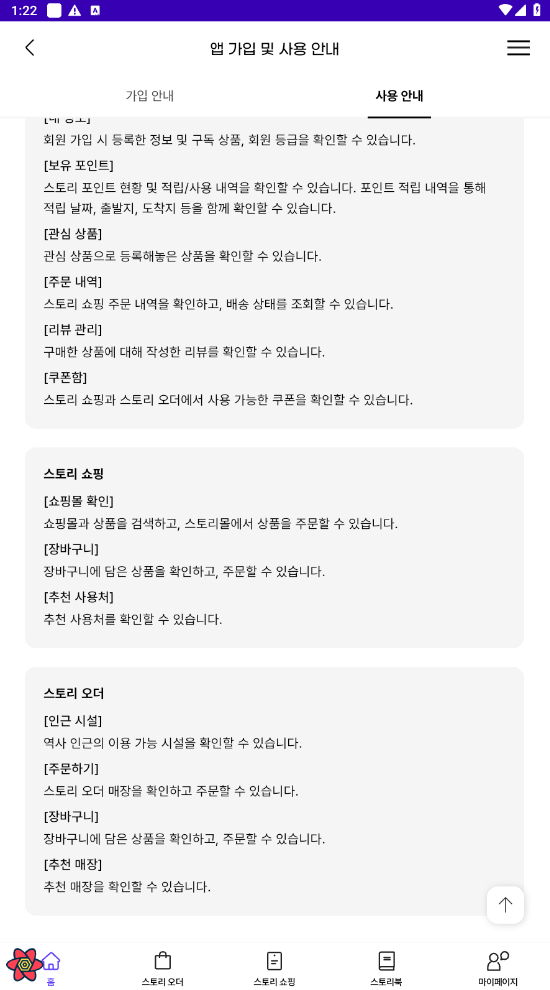 1:22
앱 가입 및 사용 안내
가입 안내
사용 안내
회원 가입 시 등록한 정보 및 구독 상품, 회원 등급을 확인할 수 있습니다.
[보유 포인트]
스토리 포인트 현황 및 적립/사용 내역을 확인할 수 있습니다. 포인트 적립 내역을 통해
적립 날짜, 출발지, 도착지 등을 함께 확인할 수 있습니다.
[관심 상품]
관심 상품으로 등록해놓은 상품을 확인할 수 있습니다.
[주문 내역]
스토리 쇼핑 주문 내역을 확인하고, 배송 상태를 조회할 수 있습니다.
[리뷰 관리]
구매한 상품에 대해 작성한 리뷰를 확인할 수 있습니다.
[쿠폰함]
스토리 쇼핑과 스토리 오더에서 사용 가능한 쿠폰을 확인할 수 있습니다.
스토리 쇼핑
[쇼핑몰 확인]
쇼핑몰과 상품을 검색하고, 스토리몰에서 상품을 주문할 수 있습니다.
[장바구니]
장바구니에 담은 상품을 확인하고, 주문할 수 있습니다.
[추천 사용처]
추천 사용처를 확인할 수 있습니다.
스토리 오더
[인근 시설]
역사 인근의 이용 가능 시설을 확인할 수 있습니다.
[주문하기]
스토리 오더 매장을 확인하고 주문할 수 있습니다.
[장바구니]
장바구니에 담은 상품을 확인하고, 주문할 수 있습니다.
[추천 매장]
추천 매장을 확인할 수 있습니다.
홈
스토리 오더
스토리 쇼핑
스토리북
마이페이지